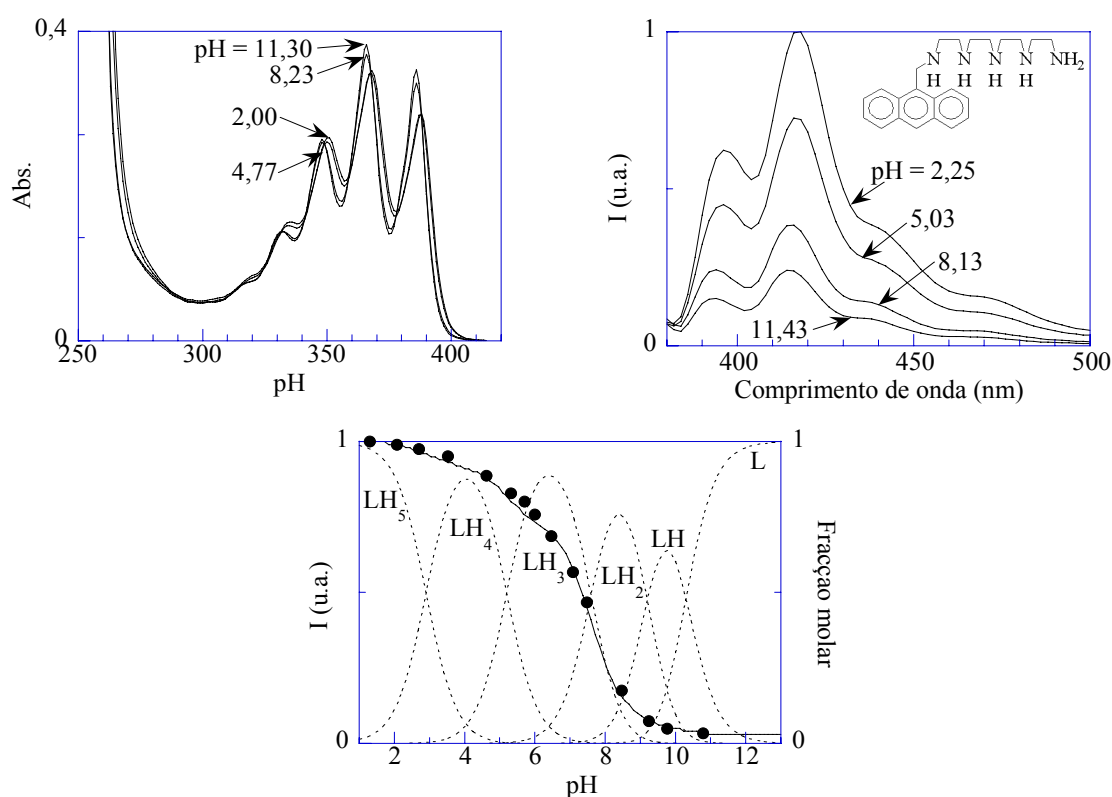 0,4
pH = 11,30
8,23
2,00
4,77
Abs.
0
250 300 350 400
pH
1
N N N N NH2
H H H H
pH = 2,25
5,03
8,13
11,43
I (u.a.)
0
400 450 500
Comprimento de onda (nm)
1 1
L
LH5
LH4
LH3
LH2
LH
I (u.a.)
Fracçao molar
0 0
2 4 6 8 10 12
pH